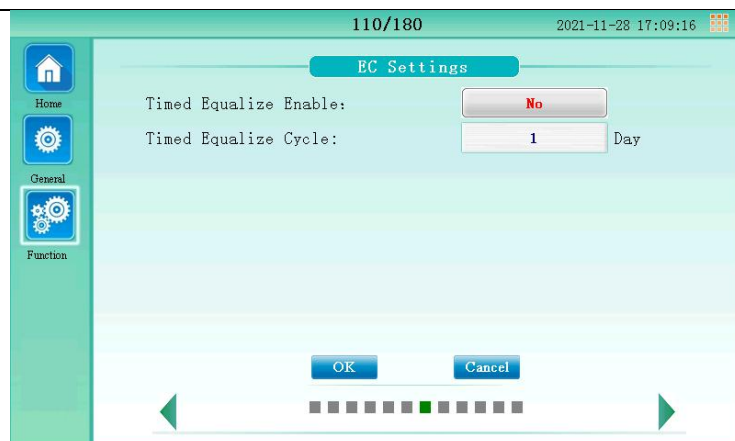 110/180
2021-11-28 17:09:16
Home
General
Function
EC Settings
Timed Equalize Enable: No
Timed Equalize Cycle: 1 Day
OK Cancel